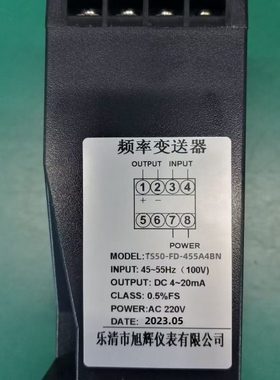 频率变送器
OUTPUT INPUT
1 2 3 4
+ −
5 6 7 8
POWER
MODEL:TS50-FD-455A4BN
INPUT: 45~55Hz (100V)
OUTPUT: DC 4~20mA
CLASS: 0.5%FS
POWER:AC 220V
DATE: 2023.05
乐清市旭辉仪表有限公司